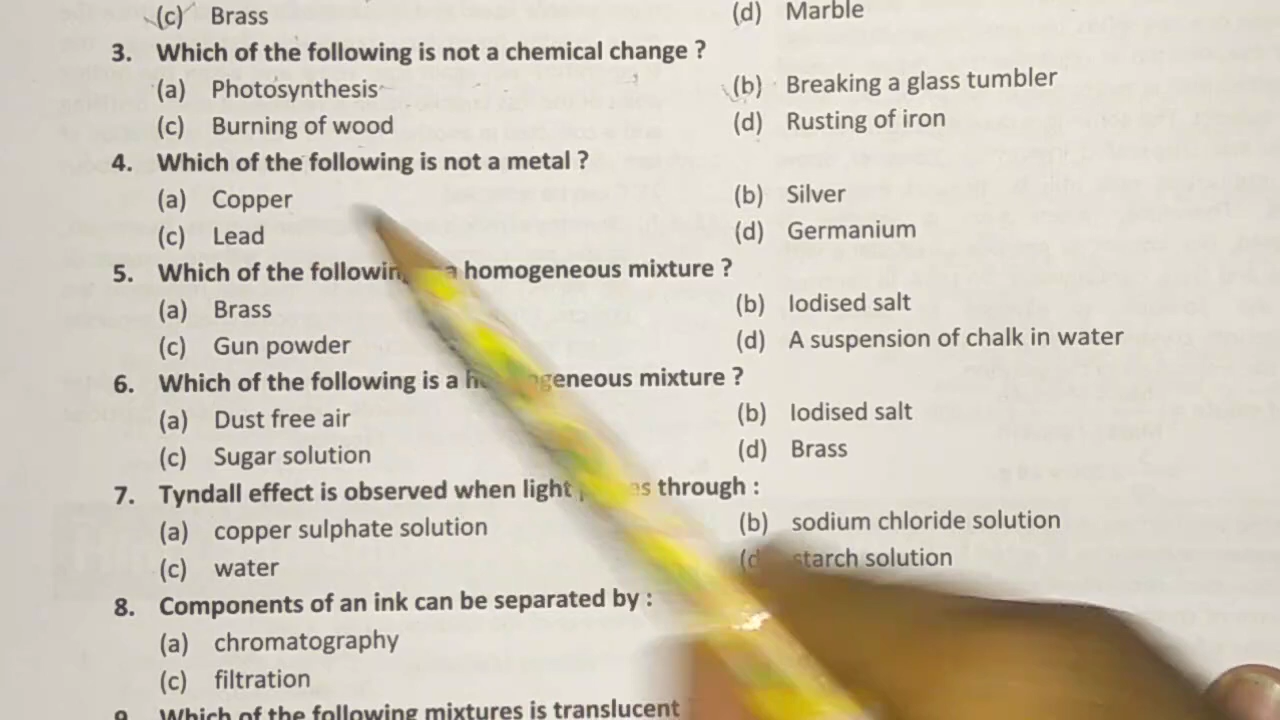 (c) Brass (d) Marble
3. Which of the following is not a chemical change ?
(a) Photosynthesis (b) Breaking a glass tumbler
(c) Burning of wood (d) Rusting of iron
4. Which of the following is not a metal ?
(a) Copper (b) Silver
(c) Lead (d) Germanium
5. Which of the followin a homogeneous mixture ?
(a) Brass (b) Iodised salt
(c) Gun powder (d) A suspension of chalk in water
6. Which of the following is a h geneous mixture ?
(a) Dust free air (b) Iodised salt
(c) Sugar solution (d) Brass
7. Tyndall effect is observed when light through :
(a) copper sulphate solution (b) sodium chloride solution
(c) water (d starch solution
8. Components of an ink can be separated by :
(a) chromatography
(c) filtration
9. Which of the following mixtures is translucent